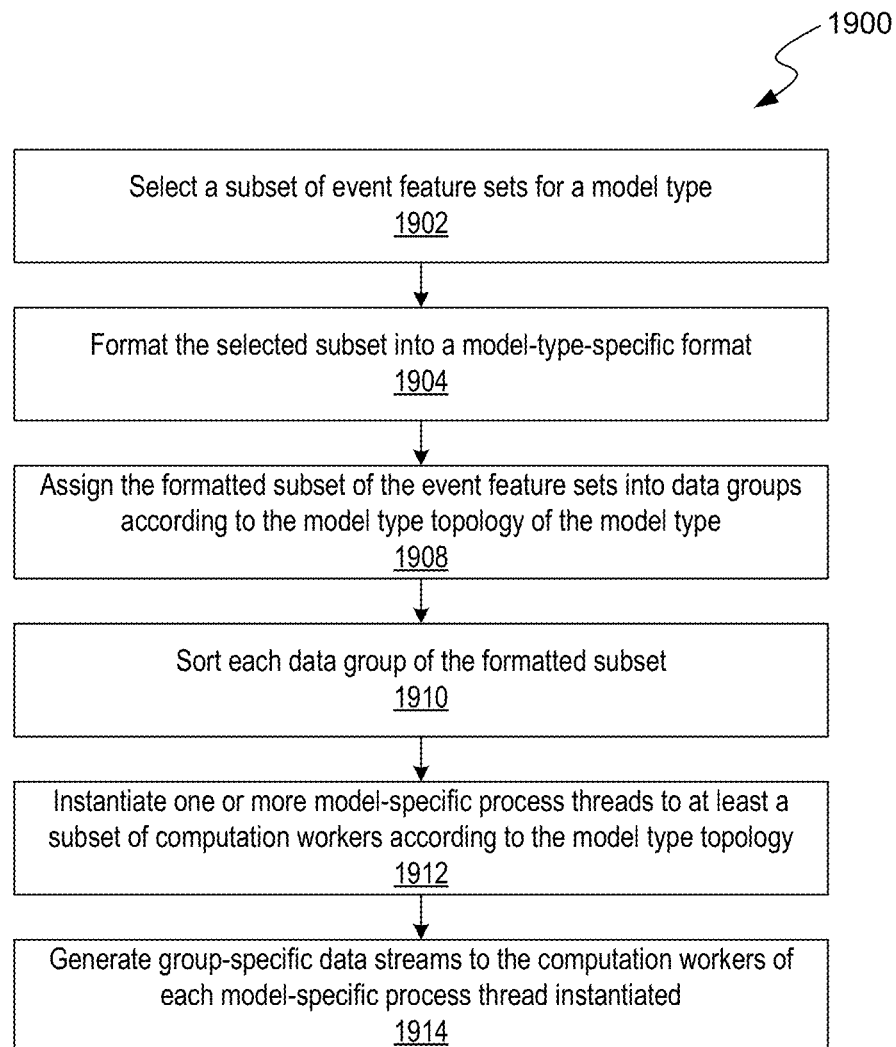 1900
Select a subset of event feature sets for a model type
1902
Format the selected subset into a model-type-specific format
1904
Assign the formatted subset of the event feature sets into data groups
according to the model type topology of the model type
1908
Sort each data group of the formatted subset
1910
Instantiate one or more model-specific process threads to at least a
subset of computation workers according to the model type topology
1912
Generate group-specific data streams to the computation workers of
each model-specific process thread instantiated
1914